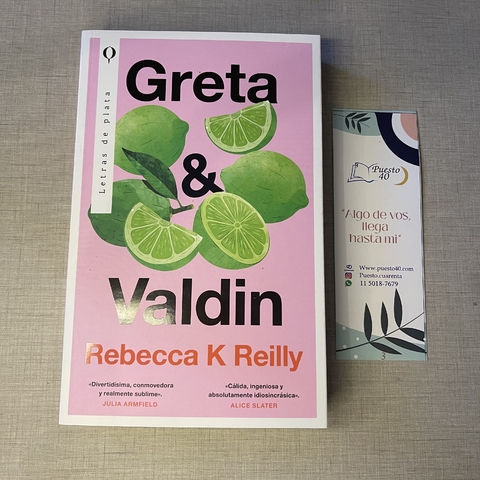 Letras de plata
Greta
&
Valdin
Rebecca K Reilly
«Divertidísima, conmovedora
y realmente sublime».
JULIA ARMFIELD
«Cálida, ingeniosa y
absolutamente idiosincrásica».
ALICE SLATER
Puesto
40
"Algo de vos,
llega
hasta mi"
Www.puesto40.com
Puesto.cuarenta
11 5018-7679